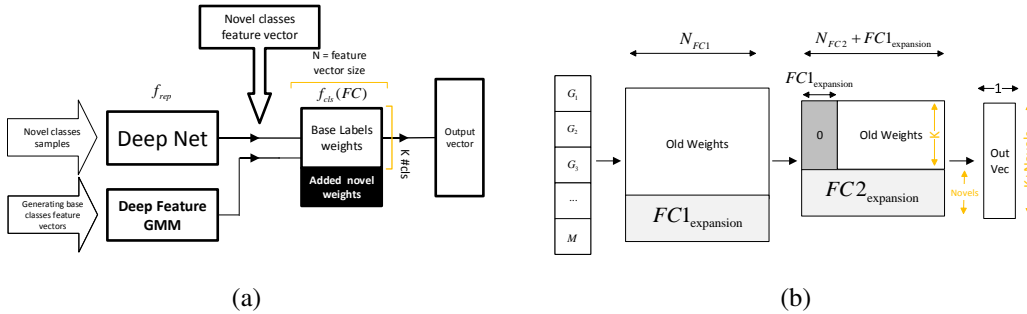 Novel classes
feature vector
N = feature
vector size
f_rep
f_cls (FC)
Novel classes
samples
Deep Net
Base Labels
weights
K #cls
Output
vector
Added novel
weights
Generating base
classes feature
vectors
Deep Feature
GMM
(a)
N_FC1
N_FC2 + FC1_expansion
FC1_expansion
1
G_1
G_2
G_3
...
M
Old Weights
FC1_expansion
0
Old Weights
K
FC2_expansion
Novels
Out
Vec
(b)